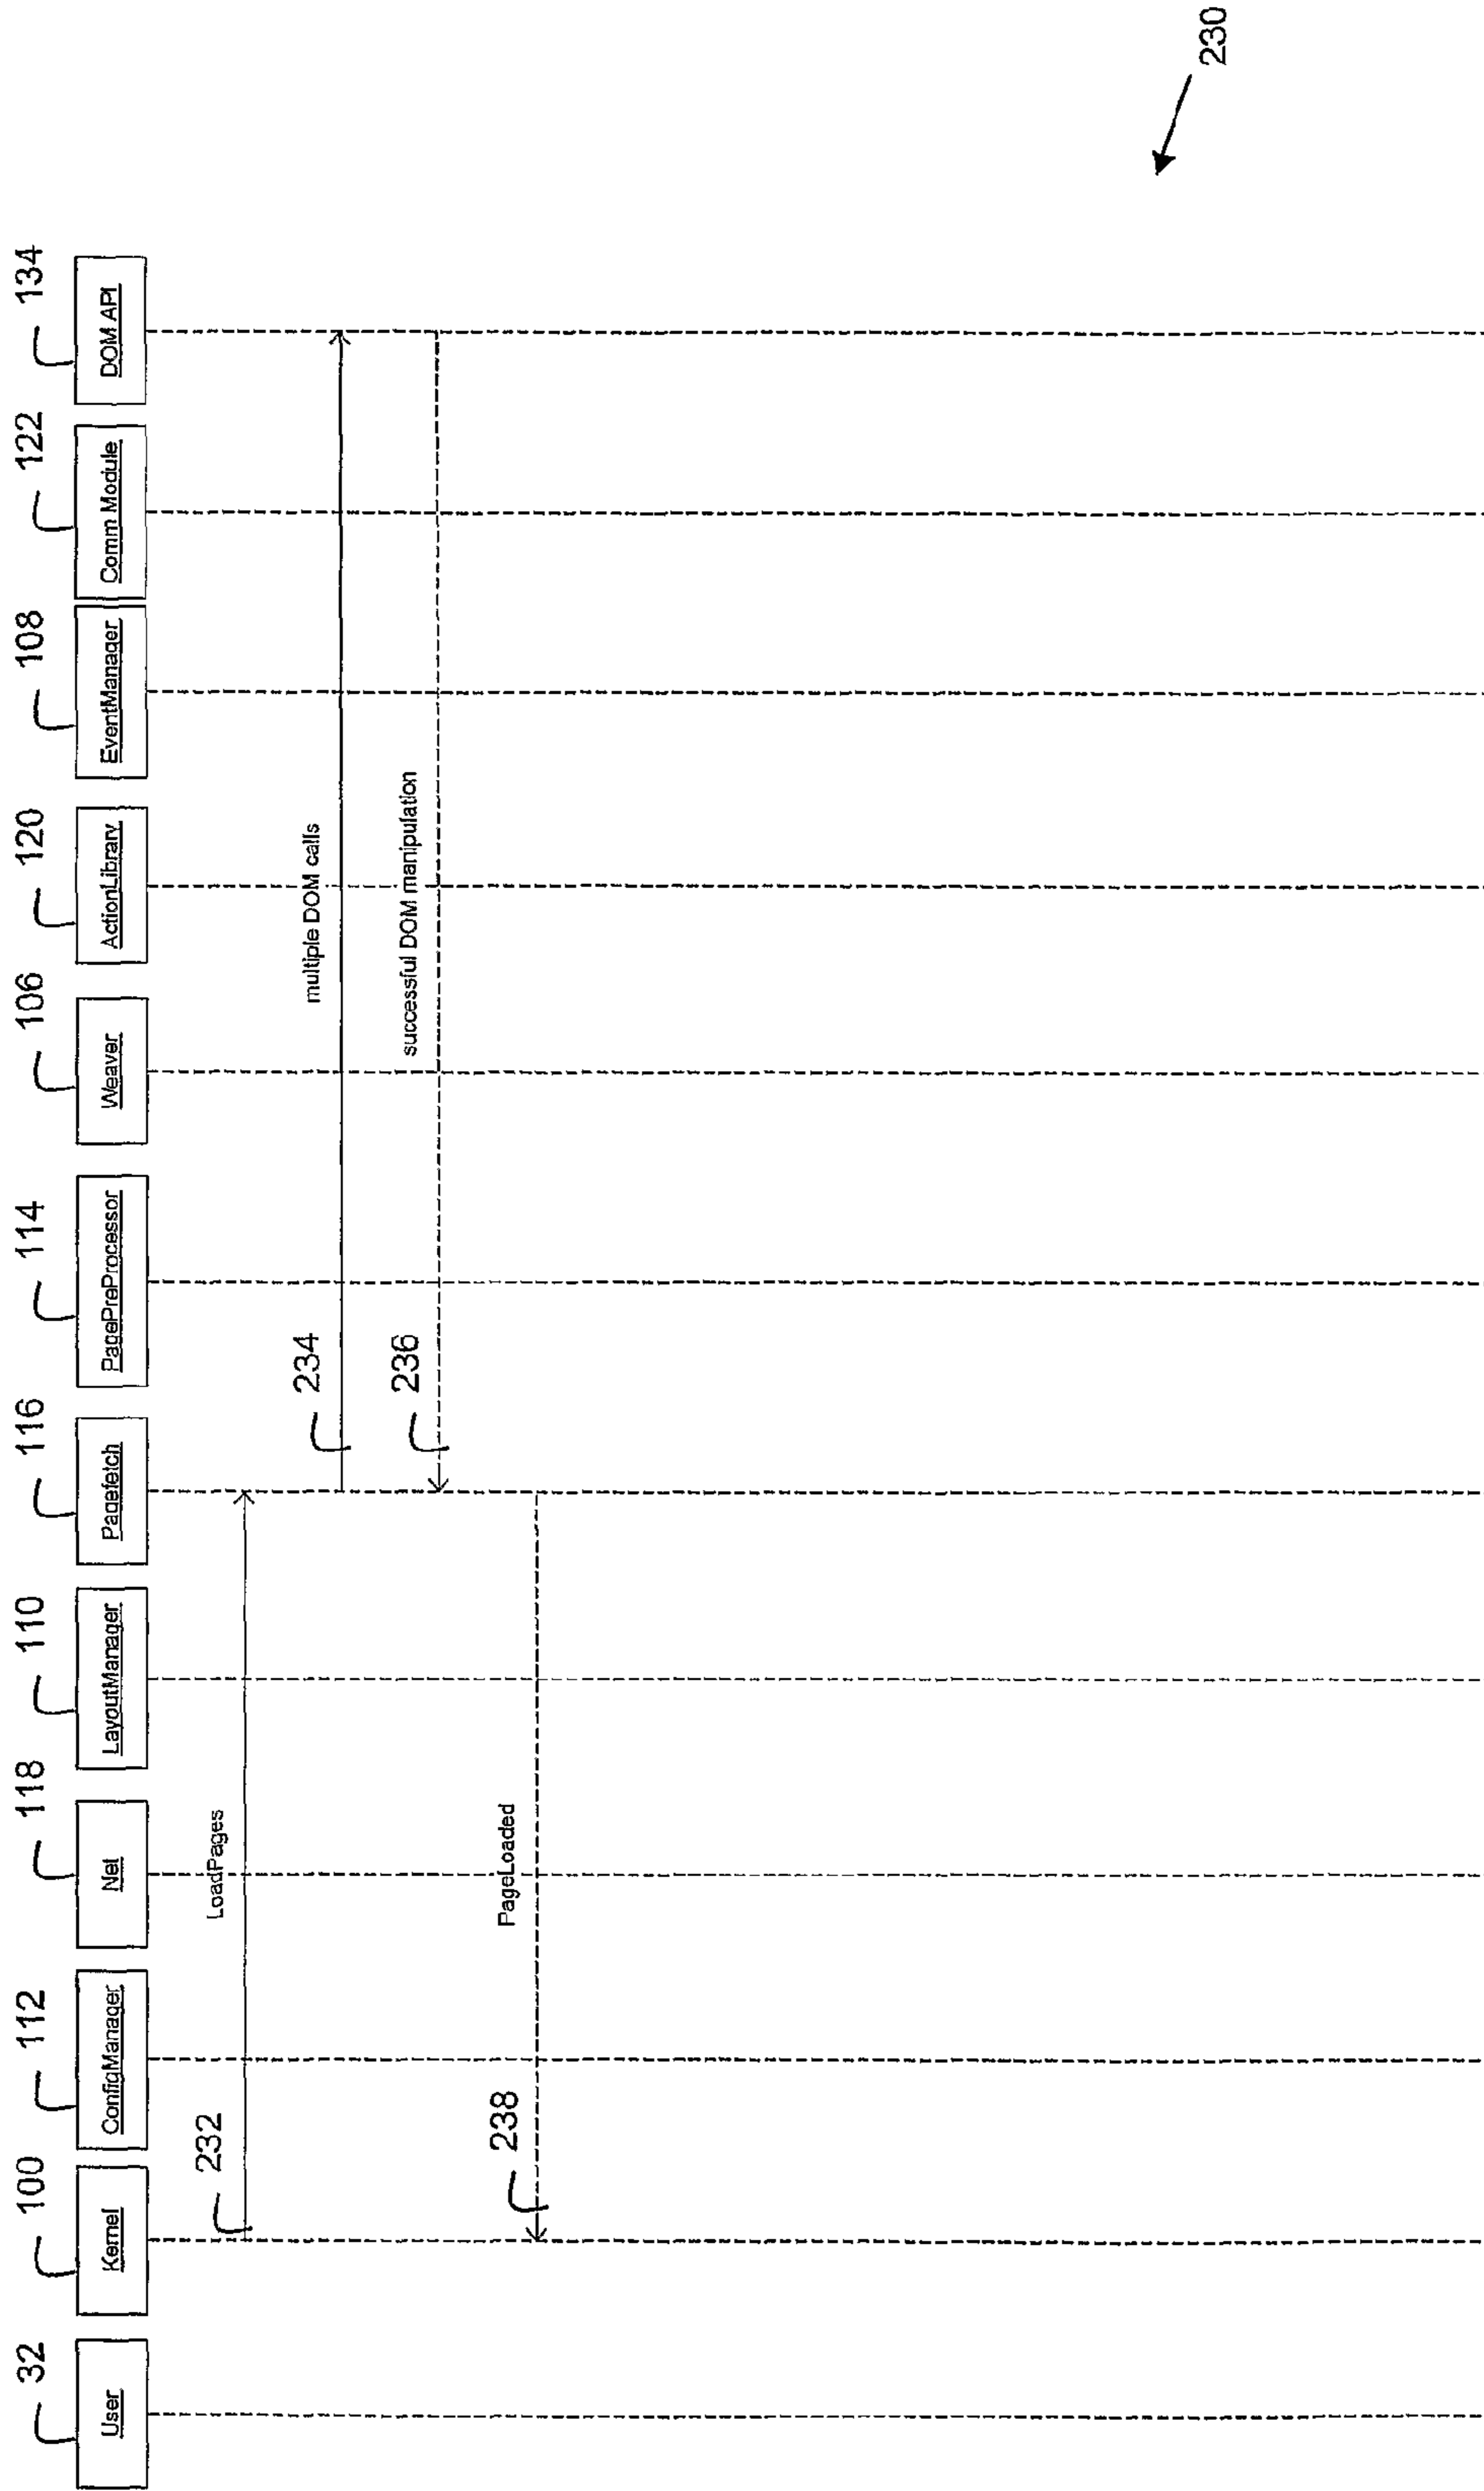 32
100
112
118
110
116
114
106
120
108
122
134
User
Kernel
ConfigManager
Net
LayoutManager
Pagefetch
PagePreProcessor
Weaver
ActionLibrary
EventManager
Comm Module
DOM API
232
LoadPages
234
multiple DOM calls
236
successful DOM manipulation
238
PageLoaded
230